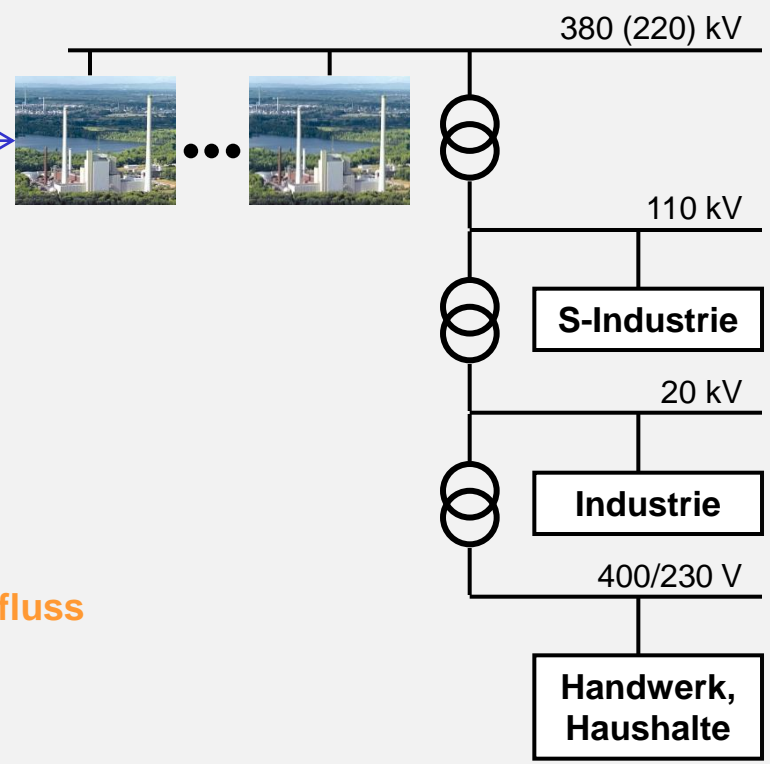 380 (220) kV
110 kV
S-Industrie
20 kV
Industrie
400/230 V
fluss
Handwerk,
Haushalte